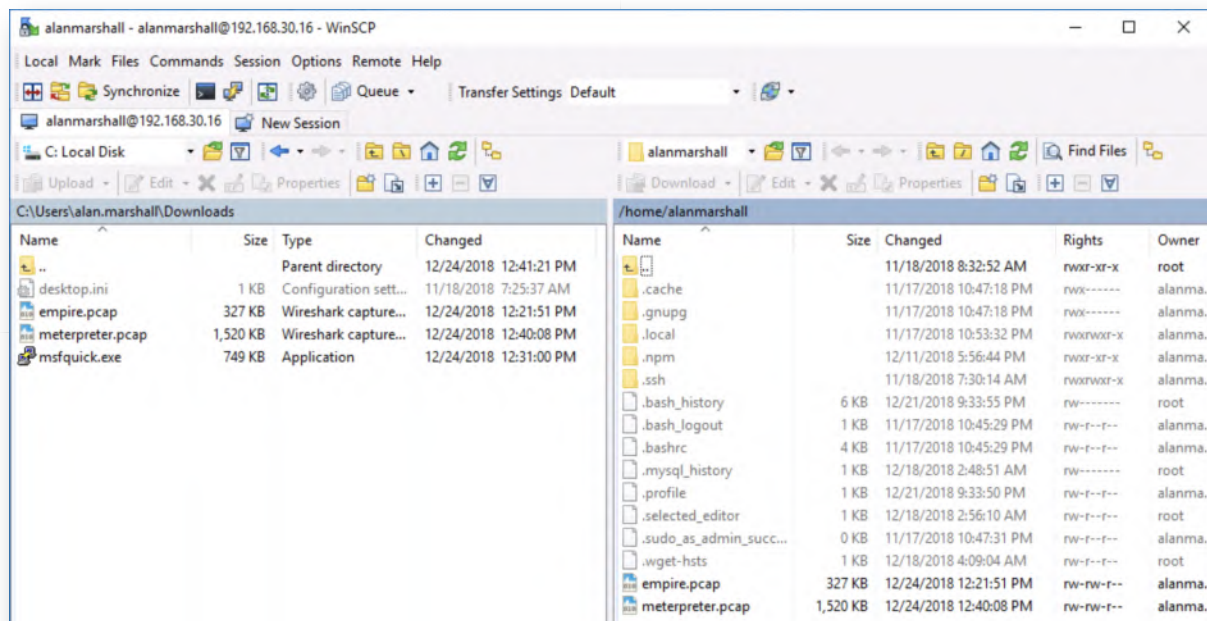 alanmarshall - alanmarshall@192.168.30.16 - WinSCP
Local Mark Files Commands Session Options Remote Help
Synchronize Queue Transfer Settings Default
alanmarshall@192.168.30.16 New Session
C: Local Disk
Upload Edit Properties
C:\Users\alan.marshall\Downloads
Name Size Type Changed
.. Parent directory 12/24/2018 12:41:21 PM
desktop.ini 1 KB Configuration sett... 11/18/2018 7:25:37 AM
empire.pcap 327 KB Wireshark capture... 12/24/2018 12:21:51 PM
meterpreter.pcap 1,520 KB Wireshark capture... 12/24/2018 12:40:08 PM
msfquick.exe 749 KB Application 12/24/2018 12:31:00 PM
alanmarshall Find Files
Download Edit Properties
/home/alanmarshall
Name Size Changed Rights Owner
.. 11/18/2018 8:32:52 AM rwxr-xr-x root
.cache 11/17/2018 10:47:18 PM rwx------ alanma.
.gnupg 11/17/2018 10:47:18 PM rwx------ alanma.
.local 11/17/2018 10:53:32 PM rwxrwxr-x alanma.
.npm 12/11/2018 5:56:44 PM rwxr-xr-x alanma.
.ssh 11/18/2018 7:30:14 AM rwxrwxr-x alanma.
.bash_history 6 KB 12/21/2018 9:33:55 PM rw------- root
.bash_logout 1 KB 11/17/2018 10:45:29 PM rw-r--r-- alanma.
.bashrc 4 KB 11/17/2018 10:45:29 PM rw-r--r-- alanma.
.mysql_history 1 KB 12/18/2018 2:48:51 AM rw------- root
.profile 1 KB 12/21/2018 9:33:50 PM rw-r--r-- alanma.
.selected_editor 1 KB 12/18/2018 2:56:10 AM rw-r--r-- root
.sudo_as_admin_succ... 0 KB 11/17/2018 10:47:31 PM rw-r--r-- alanma.
.wget-hsts 1 KB 12/18/2018 4:09:04 AM rw-r--r-- root
empire.pcap 327 KB 12/24/2018 12:21:51 PM rw-rw-r-- alanma.
meterpreter.pcap 1,520 KB 12/24/2018 12:40:08 PM rw-rw-r-- alanma.